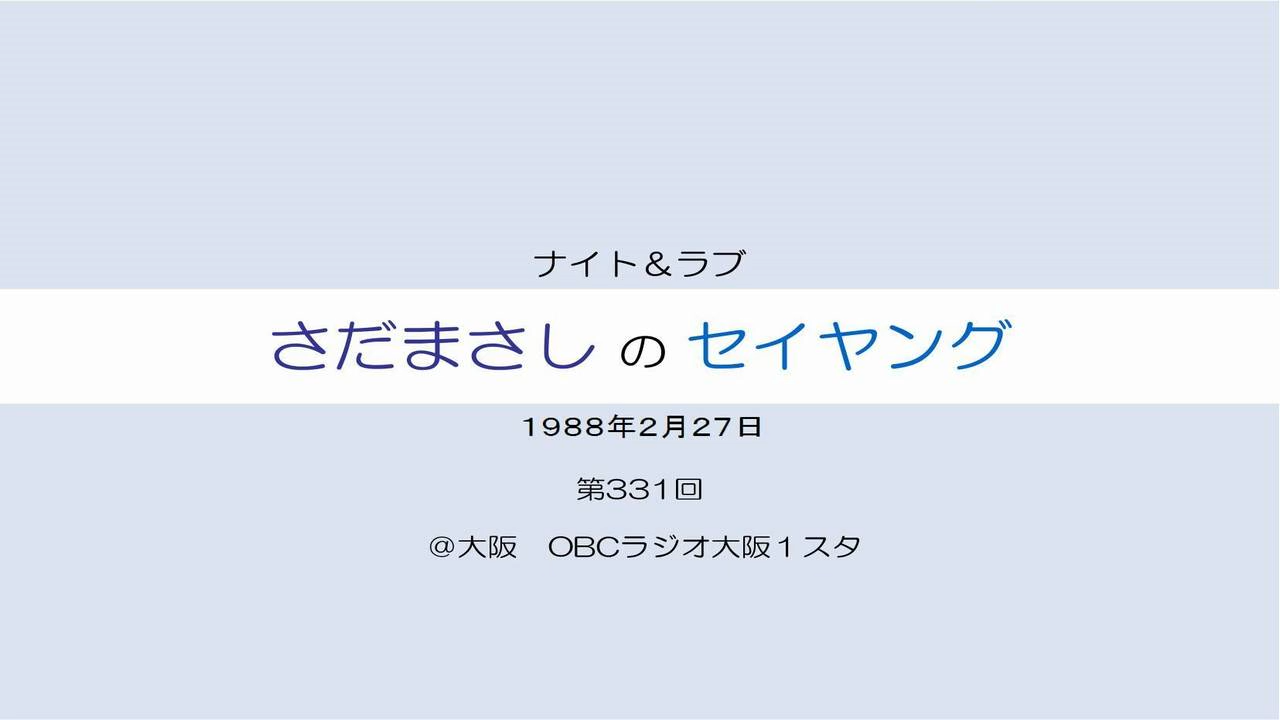 ナイト＆ラブ
さだまさし の セイヤング
1988年2月27日
第331回
＠大阪　OBCラジオ大阪１スタ